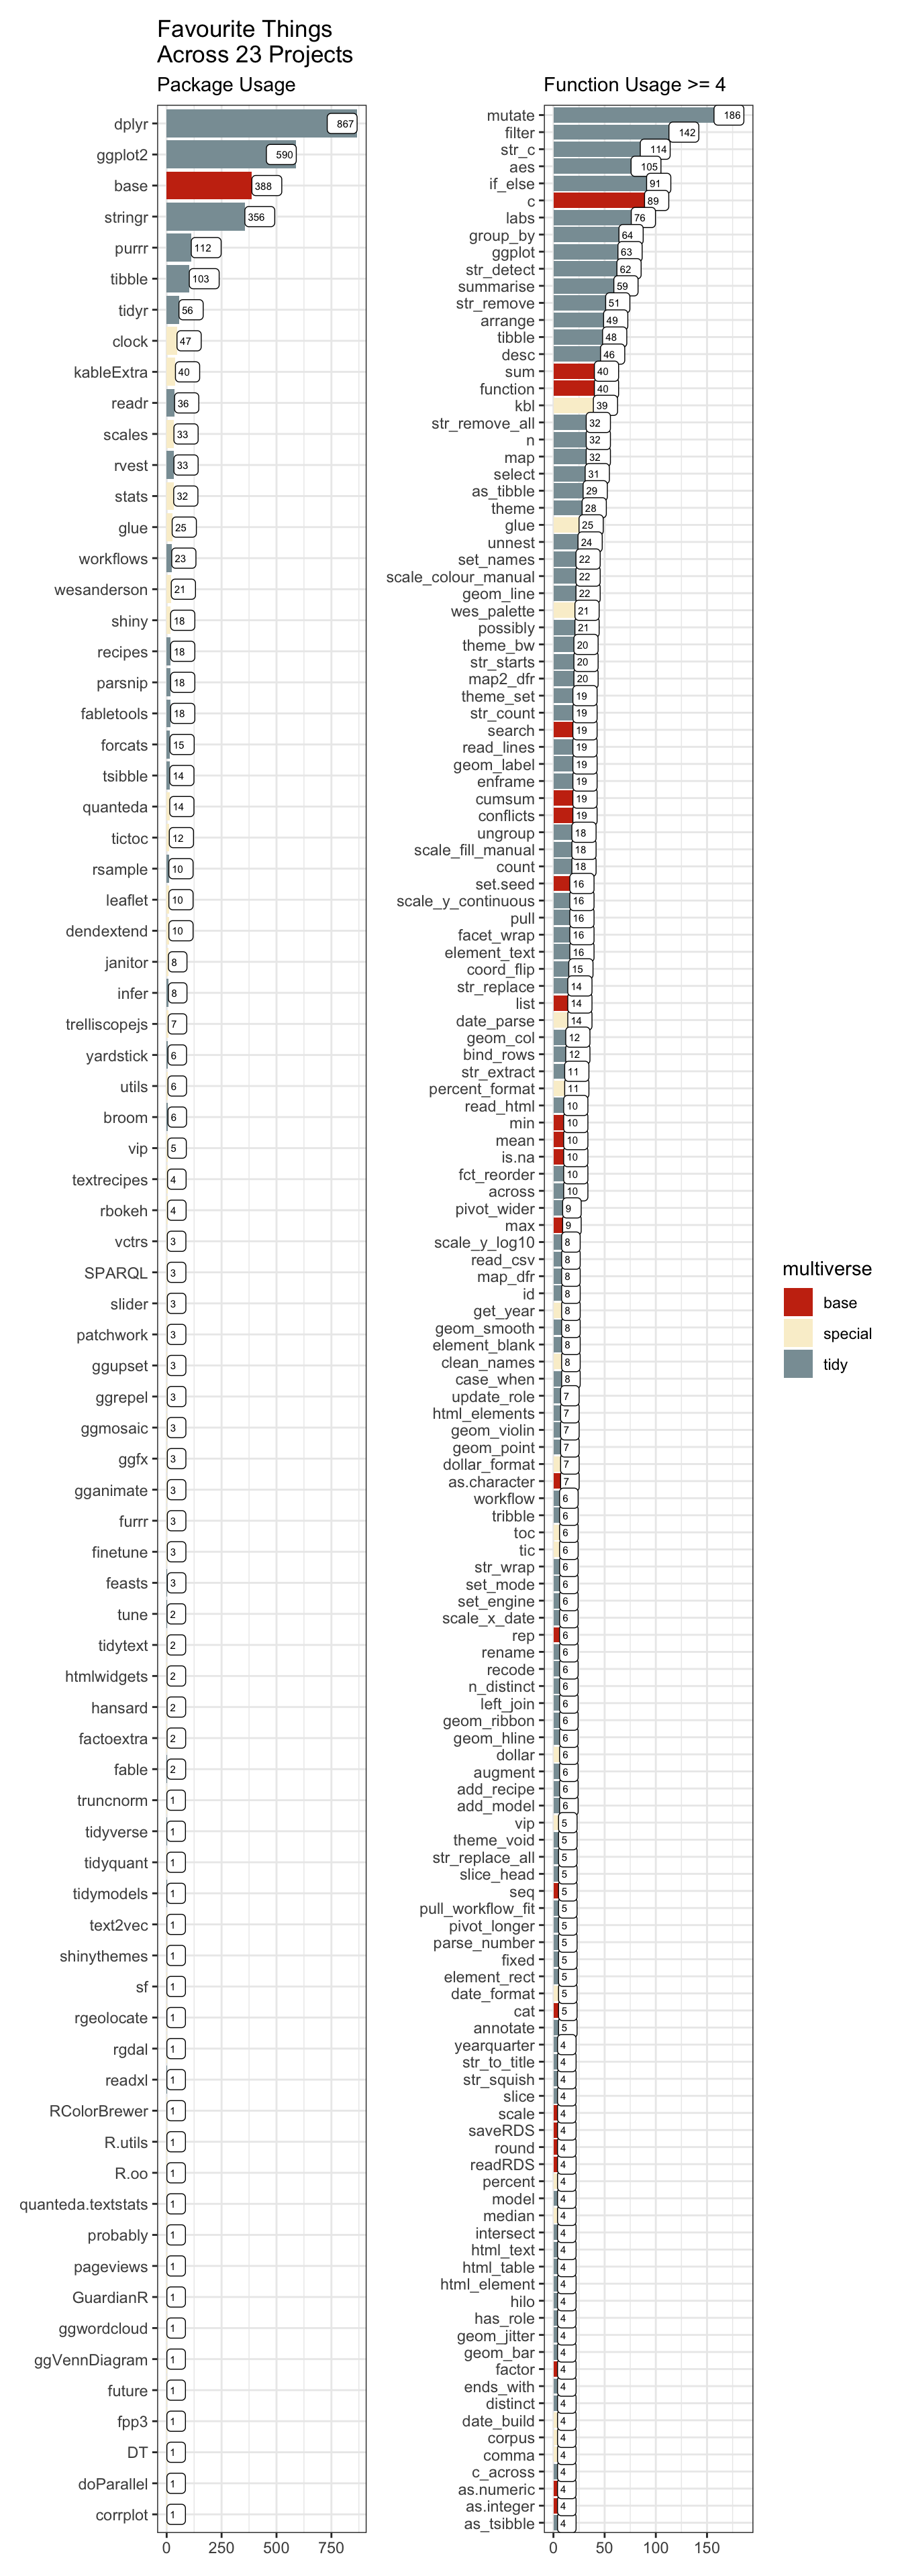 Favourite Things
Across 23 Projects
Package Usage
dplyr 867
ggplot2 590
base 388
stringr 356
purrr 112
tibble 103
tidyr 56
clock 47
kableExtra 40
readr 36
scales 33
rvest 33
stats 32
glue 25
workflows 23
wesanderson 21
shiny 18
recipes 18
parsnip 18
fabletools 18
forcats 15
tsibble 14
quanteda 14
tictoc 12
rsample 10
leaflet 10
dendextend 10
janitor 8
infer 8
trelliscopejs 7
yardstick 6
utils 6
broom 6
vip 5
textrecipes 4
rbokeh 4
vctrs 3
SPARQL 3
slider 3
patchwork 3
ggupset 3
ggrepel 3
ggmosaic 3
ggfx 3
gganimate 3
furrr 3
finetune 3
feasts 3
tune 2
tidytext 2
htmlwidgets 2
hansard 2
factoextra 2
fable 2
truncnorm 1
tidyverse 1
tidyquant 1
tidymodels 1
text2vec 1
shinythemes 1
sf 1
rgeolocate 1
rgdal 1
readxl 1
RColorBrewer 1
R.utils 1
R.oo 1
quanteda.textstats 1
probably 1
pageviews 1
GuardianR 1
ggwordcloud 1
ggVennDiagram 1
future 1
fpp3 1
DT 1
doParallel 1
corrplot 1
0 250 500 750
Function Usage >= 4
mutate 186
filter 142
str_c 114
aes 105
if_else 91
c 89
labs 76
group_by 64
ggplot 63
str_detect 62
summarise 59
str_remove 51
arrange 49
tibble 48
desc 46
sum 40
function 40
kbl 39
str_remove_all 32
n 32
map 32
select 31
as_tibble 29
theme 28
glue 25
unnest 24
set_names 22
scale_colour_manual 22
geom_line 22
wes_palette 21
possibly 21
theme_bw 20
str_starts 20
map2_dfr 20
theme_set 19
str_count 19
search 19
read_lines 19
geom_label 19
enframe 19
cumsum 19
conflicts 19
ungroup 18
scale_fill_manual 18
count 18
set.seed 16
scale_y_continuous 16
pull 16
facet_wrap 16
element_text 16
coord_flip 15
str_replace 14
list 14
date_parse 14
geom_col 12
bind_rows 12
str_extract 11
percent_format 11
read_html 10
min 10
mean 10
is.na 10
fct_reorder 10
across 10
pivot_wider 9
max 9
scale_y_log10 8
read_csv 8
map_dfr 8
id 8
get_year 8
geom_smooth 8
element_blank 8
clean_names 8
case_when 8
update_role 7
html_elements 7
geom_violin 7
geom_point 7
dollar_format 7
as.character 7
workflow 6
tribble 6
toc 6
tic 6
str_wrap 6
set_mode 6
set_engine 6
scale_x_date 6
rep 6
rename 6
recode 6
n_distinct 6
left_join 6
geom_ribbon 6
geom_hline 6
dollar 6
augment 6
add_recipe 6
add_model 6
vip 5
theme_void 5
str_replace_all 5
slice_head 5
seq 5
pull_workflow_fit 5
pivot_longer 5
parse_number 5
fixed 5
element_rect 5
date_format 5
cat 5
annotate 5
yearquarter 4
str_to_title 4
str_squish 4
slice 4
scale 4
saveRDS 4
round 4
readRDS 4
percent 4
model 4
median 4
intersect 4
html_text 4
html_table 4
html_element 4
hilo 4
has_role 4
geom_jitter 4
geom_bar 4
factor 4
ends_with 4
distinct 4
date_build 4
corpus 4
comma 4
c_across 4
as.numeric 4
as.integer 4
as_tsibble 4
0 50 100 150
multiverse
base
special
tidy